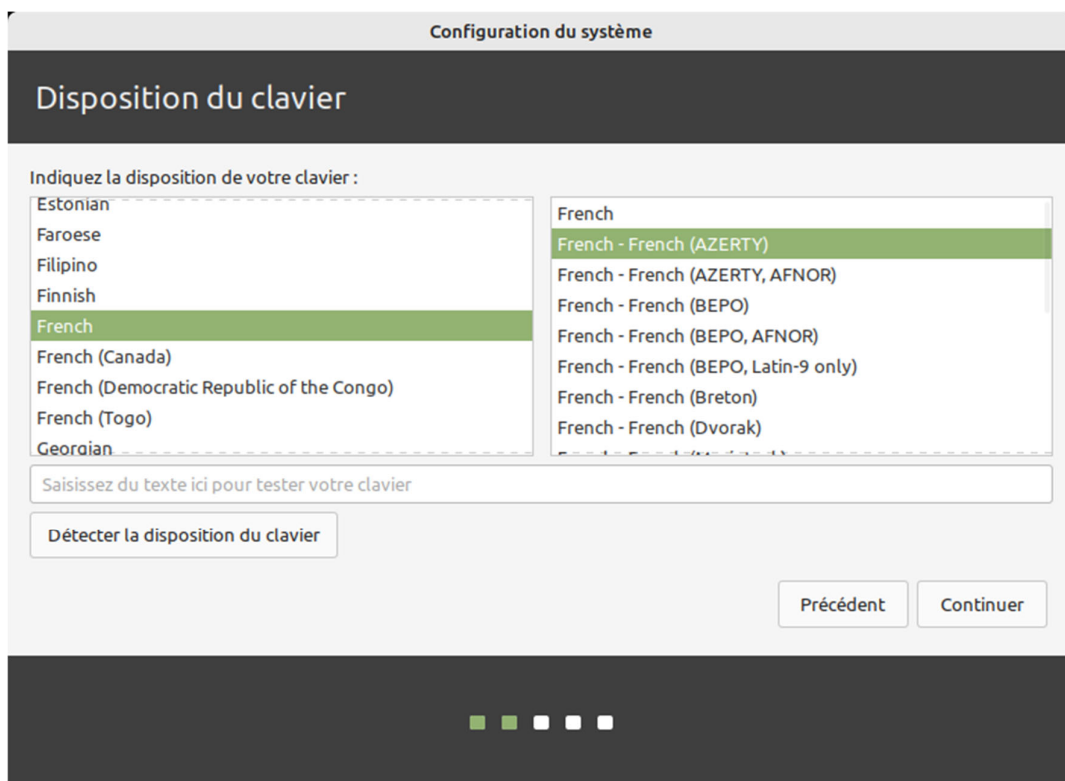 Configuration du système
Disposition du clavier
Indiquez la disposition de votre clavier :
Estonian
Faroese
Filipino
Finnish
French
French (Canada)
French (Democratic Republic of the Congo)
French (Togo)
Georgian
French
French - French (AZERTY)
French - French (AZERTY, AFNOR)
French - French (BEPO)
French - French (BEPO, AFNOR)
French - French (BEPO, Latin-9 only)
French - French (Breton)
French - French (Dvorak)
Saisissez du texte ici pour tester votre clavier
Détecter la disposition du clavier
Précédent
Continuer